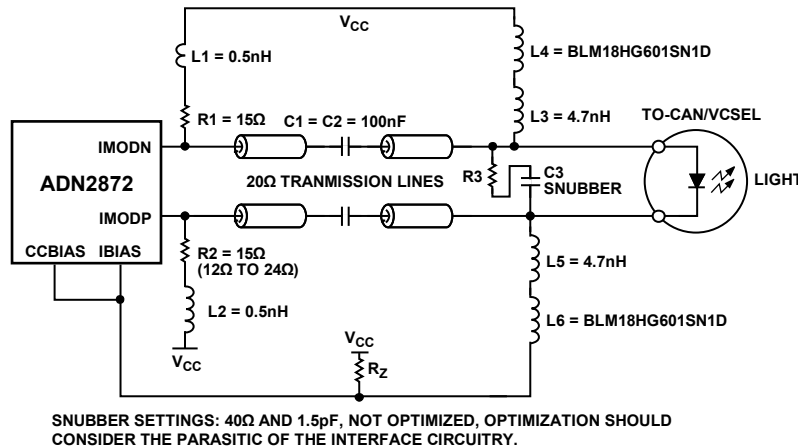 VCC
L1 = 0.5nH
L4 = BLM18HG601SN1D
R1 = 15Ω
C1 = C2 = 100nF
L3 = 4.7nH
TO-CAN/VCSEL
IMODN
ADN2872
R3
C3
SNUBBER
LIGHT
20Ω TRANMISSION LINES
IMODP
CCBIAS IBIAS
R2 = 15Ω
(12Ω TO 24Ω)
L5 = 4.7nH
L2 = 0.5nH
L6 = BLM18HG601SN1D
VCC
VCC
RZ
SNUBBER SETTINGS: 40Ω AND 1.5pF, NOT OPTIMIZED, OPTIMIZATION SHOULD
CONSIDER THE PARASITIC OF THE INTERFACE CIRCUITRY.